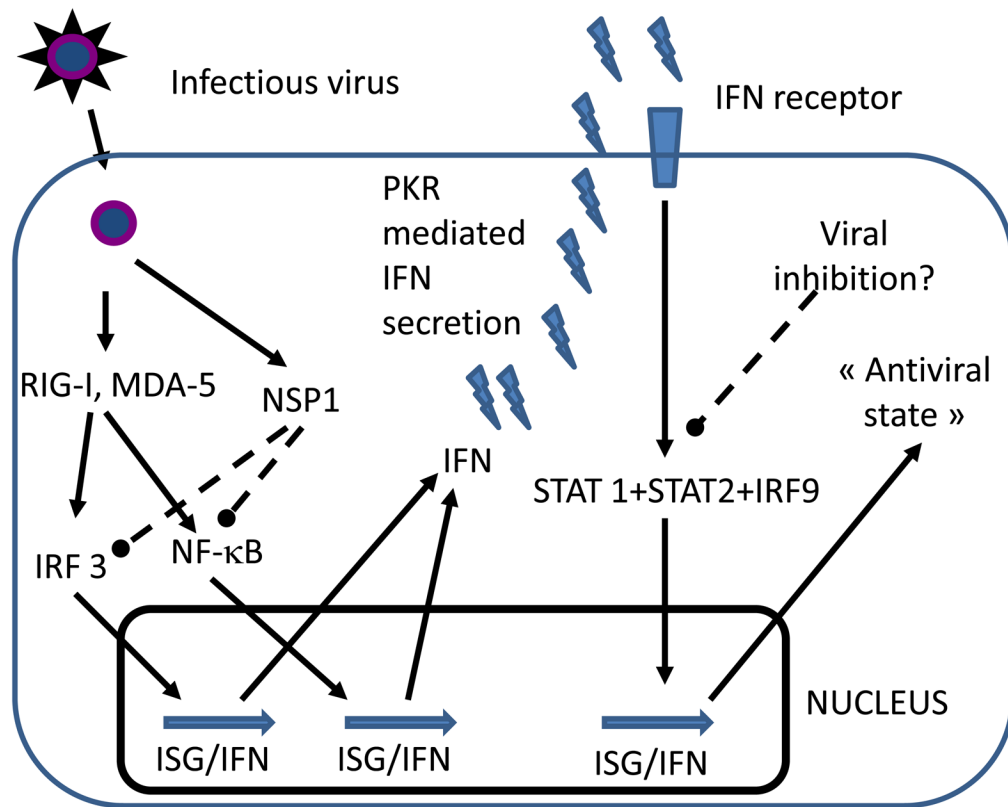 Infectious virus
IFN receptor
PKR
mediated
IFN
secretion
Viral
inhibition?
RIG-I, MDA-5
NSP1
« Antiviral
state »
IFN
STAT 1+STAT2+IRF9
IRF 3
NF-κB
NUCLEUS
ISG/IFN
ISG/IFN
ISG/IFN